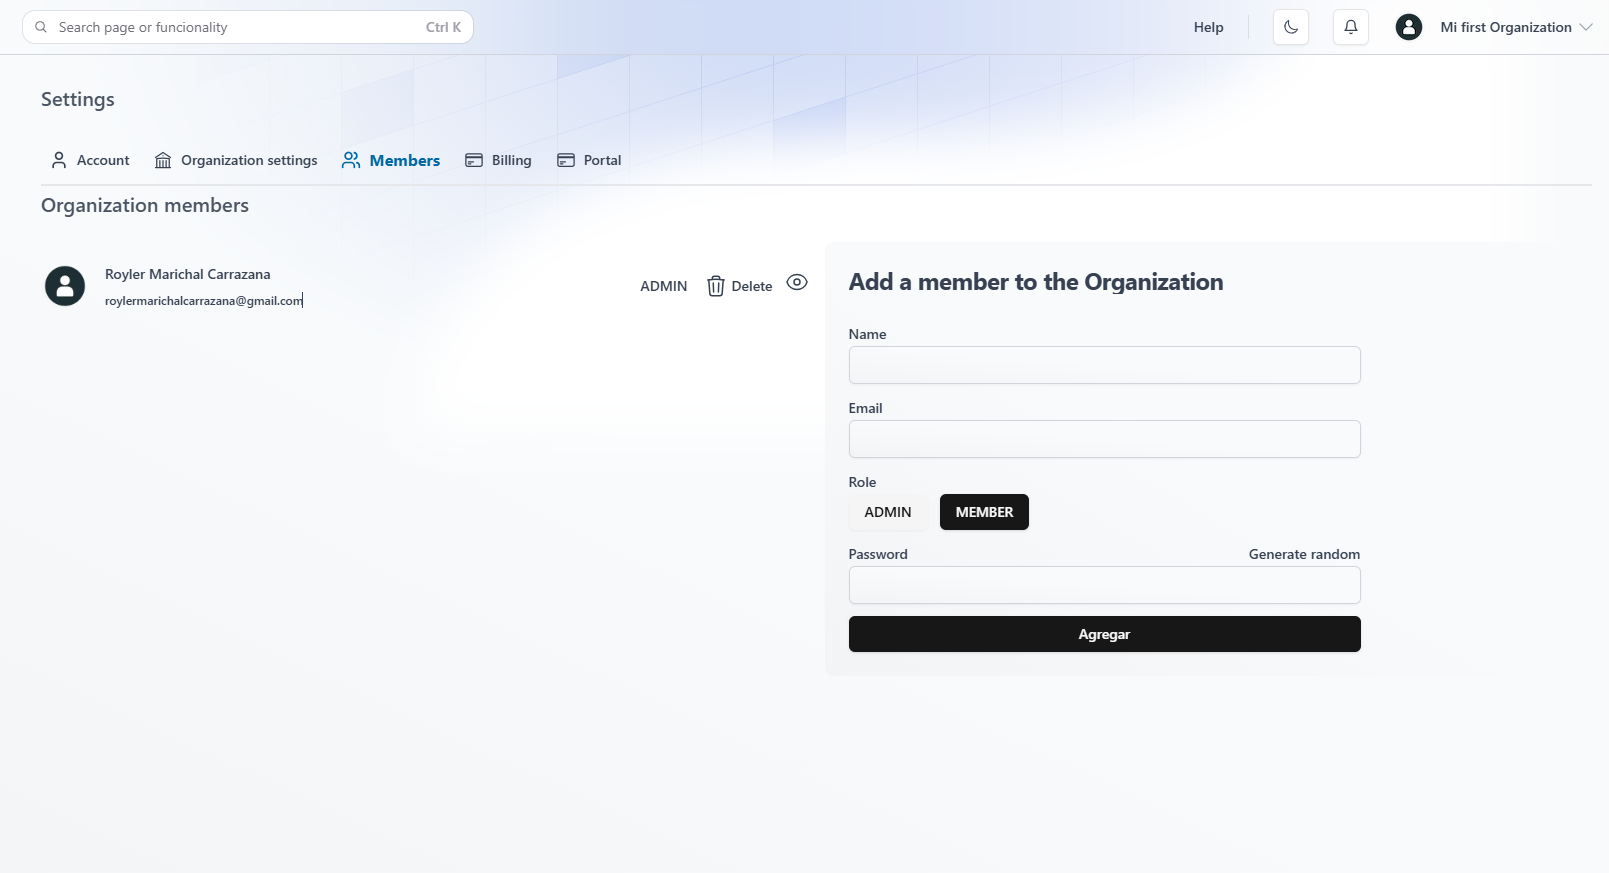 Search page or funcionality Ctrl K
Help
Mi first Organization
Settings
Account Organization settings Members Billing Portal
Organization members
Royler Marichal Carrazana
roylermarichalcarrazana@gmail.com
ADMIN Delete
Add a member to the Organization
Name
Email
Role
ADMIN MEMBER
Password Generate random
Agregar